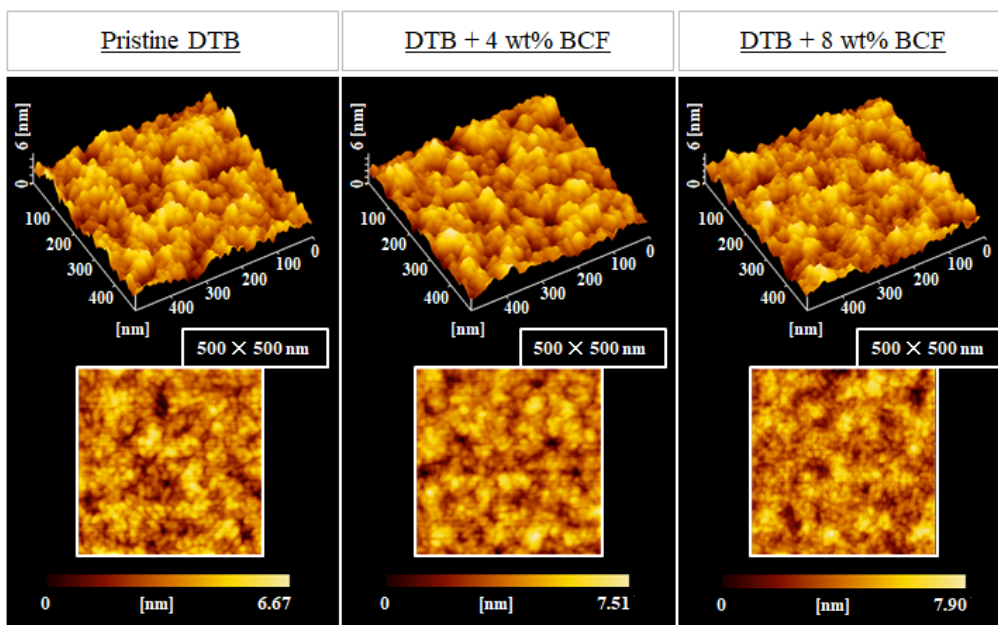 Pristine DTB
DTB + 4 wt% BCF
DTB + 8 wt% BCF
6 [nm]
0
100
200
300
400
[nm]
400
300
200
100
0
6 [nm]
0
100
200
300
400
[nm]
400
300
200
100
0
6 [nm]
0
100
200
300
400
[nm]
400
300
200
100
0
500 × 500 nm
500 × 500 nm
500 × 500 nm
0 [nm] 6.67
0 [nm] 7.51
0 [nm] 7.90